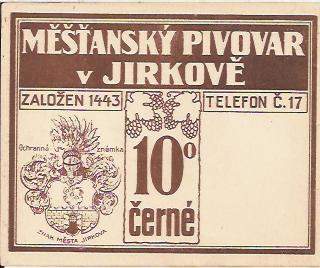 MĚŠŤANSKÝ PIVOVAR
v JIRKOVĚ
ZALOŽEN 1443
TELEFON Č.17
Ochranná známka
10°
černé
ZNAK MĚSTA JIRKOVA